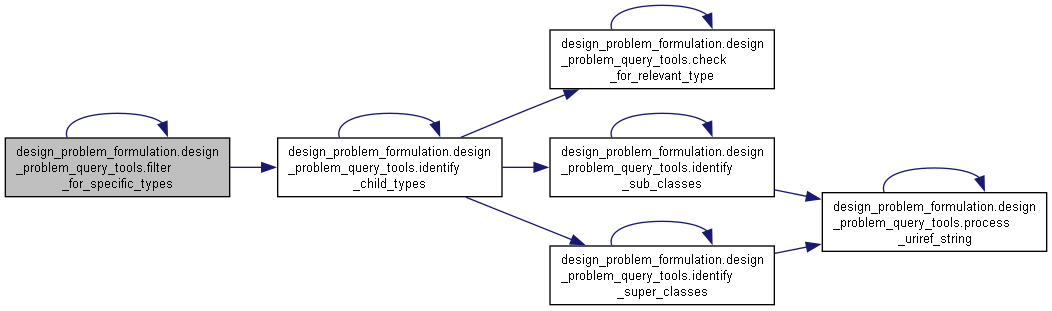 design_problem_formulation.design
_problem_query_tools.filter
_for_specific_types
design_problem_formulation.design
_problem_query_tools.identify
_child_types
design_problem_formulation.design
_problem_query_tools.check
_for_relevant_type
design_problem_formulation.design
_problem_query_tools.identify
_sub_classes
design_problem_formulation.design
_problem_query_tools.identify
_super_classes
design_problem_formulation.design
_problem_query_tools.process
_uriref_string